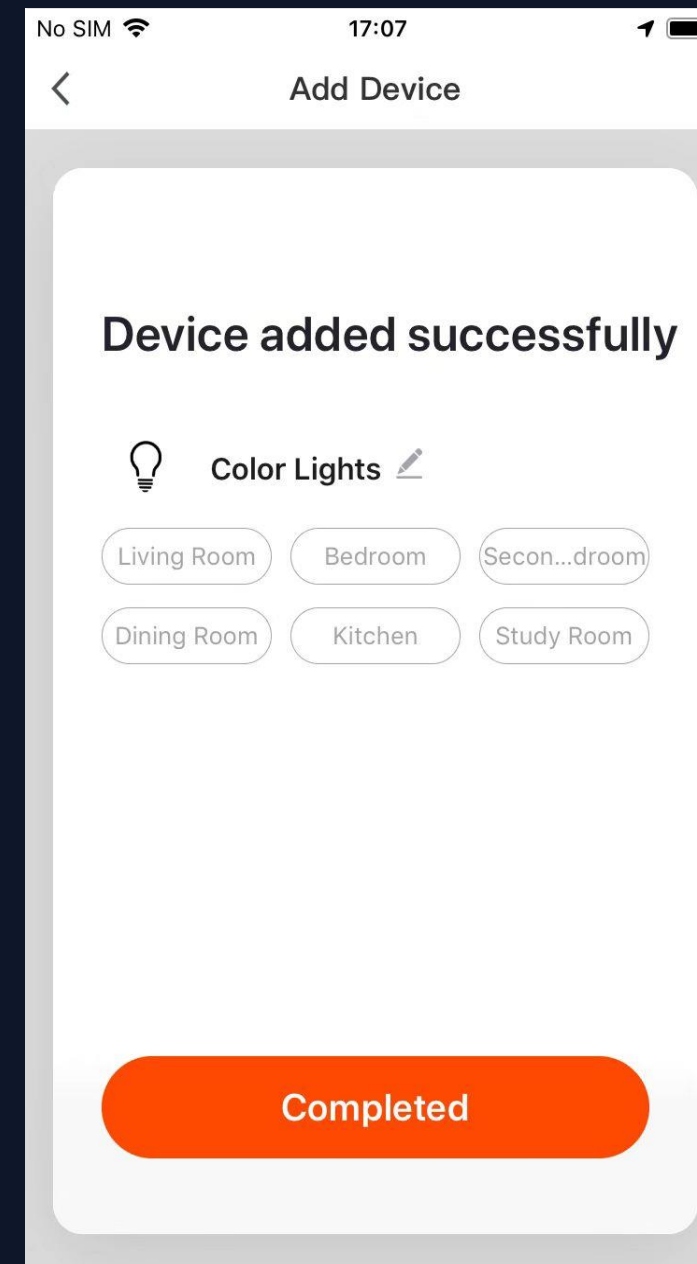 No SIM 17:07
Add Device
Device added successfully
Color Lights
Living Room Bedroom Secon...droom
Dining Room Kitchen Study Room
Completed